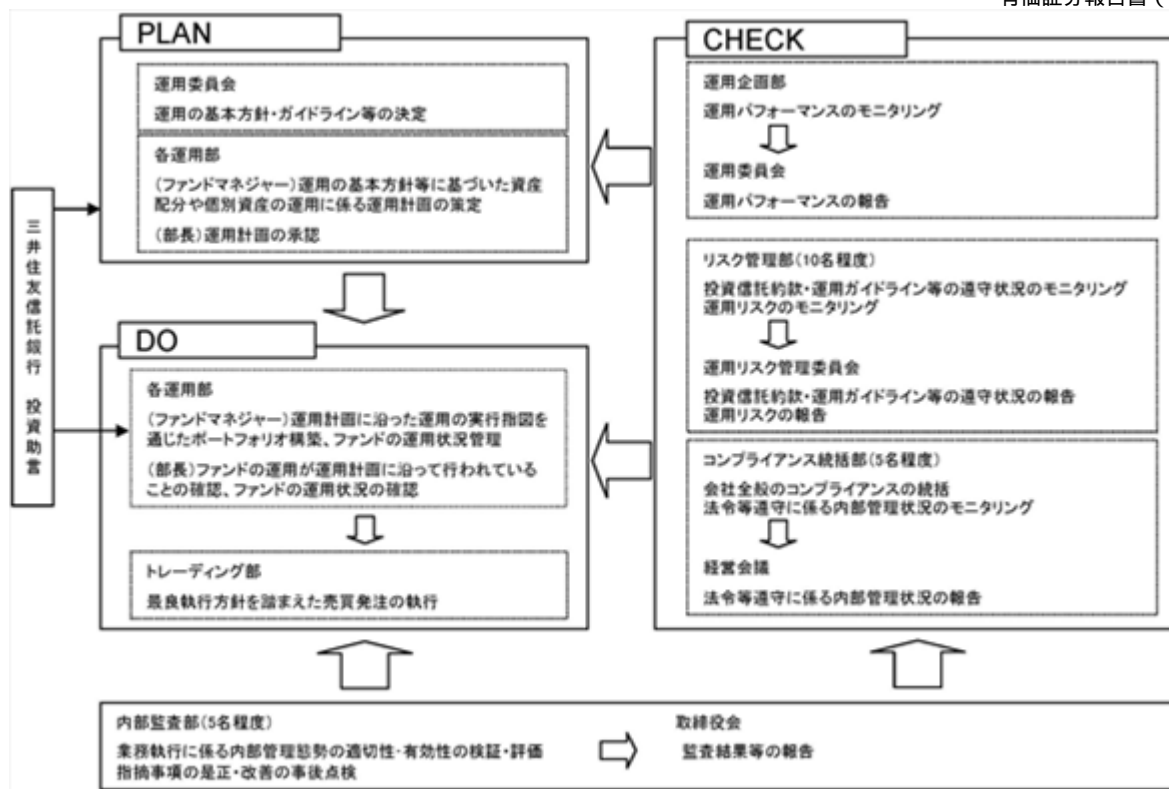 有価証券報告書(
PLAN
運用委員会
運用の基本方針・ガイドライン等の決定
各運用部
(ファンドマネジャー)運用の基本方針等に基づいた資産
配分や個別資産の運用に係る運用計画の策定
(部長)運用計画の承認
三井住友信託銀行 投資助言
DO
各運用部
(ファンドマネジャー)運用計画に沿った運用の実行指図を
通じたポートフォリオ構築、ファンドの運用状況管理
(部長)ファンドの運用が運用計画に沿って行われている
ことの確認、ファンドの運用状況の確認
トレーディング部
最良執行方針を踏まえた売買発注の執行
CHECK
運用企画部
運用パフォーマンスのモニタリング
運用委員会
運用パフォーマンスの報告
リスク管理部(10名程度)
投資信託約款・運用ガイドライン等の遵守状況のモニタリング
運用リスクのモニタリング
運用リスク管理委員会
投資信託約款・運用ガイドライン等の遵守状況の報告
運用リスクの報告
コンプライアンス統括部(5名程度)
会社全般のコンプライアンスの統括
法令等遵守に係る内部管理状況のモニタリング
経営会議
法令等遵守に係る内部管理状況の報告
内部監査部(5名程度)
業務執行に係る内部管理態勢の適切性・有効性の検証・評価
指摘事項の是正・改善の事後点検
取締役会
監査結果等の報告